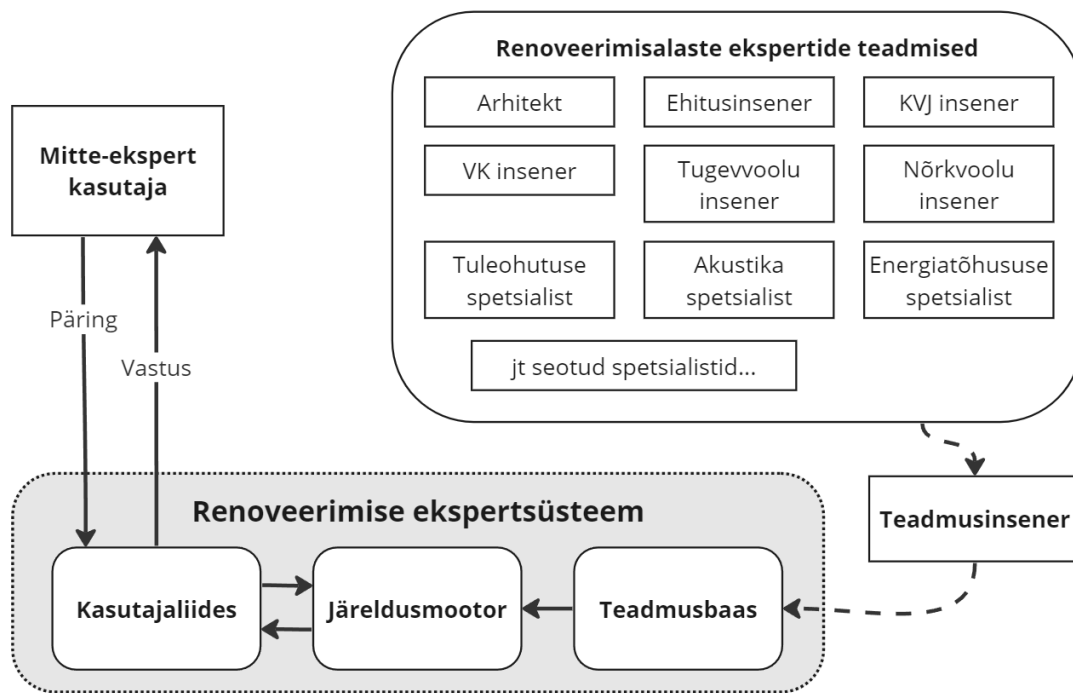 Renoveerimisalaste ekspertide teadmised
Arhitekt
Ehitusinsener
KVJ insener
VK insener
Tugevvoolu
insener
Nõrkvoolu
insener
Tuleohutuse
spetsialist
Akustika
spetsialist
Energiatõhususe
spetsialist
jt seotud spetsialistid...
Mitte-ekspert
kasutaja
Päring
Vastus
Teadmusinsener
Renoveerimise ekspertsüsteem
Kasutajaliides
Järeldusmootor
Teadmusbaas